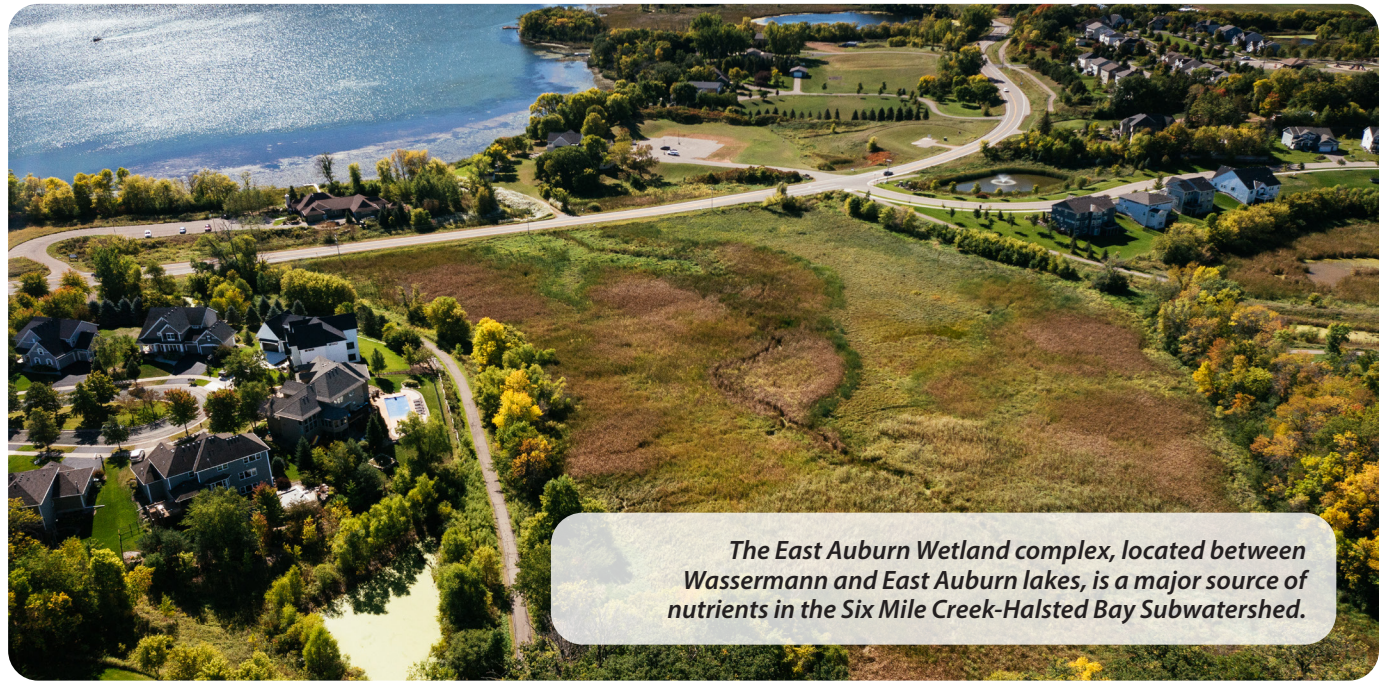 The East Auburn Wetland complex, located between
Wassermann and East Auburn lakes, is a major source of
nutrients in the Six Mile Creek-Halsted Bay Subwatershed.